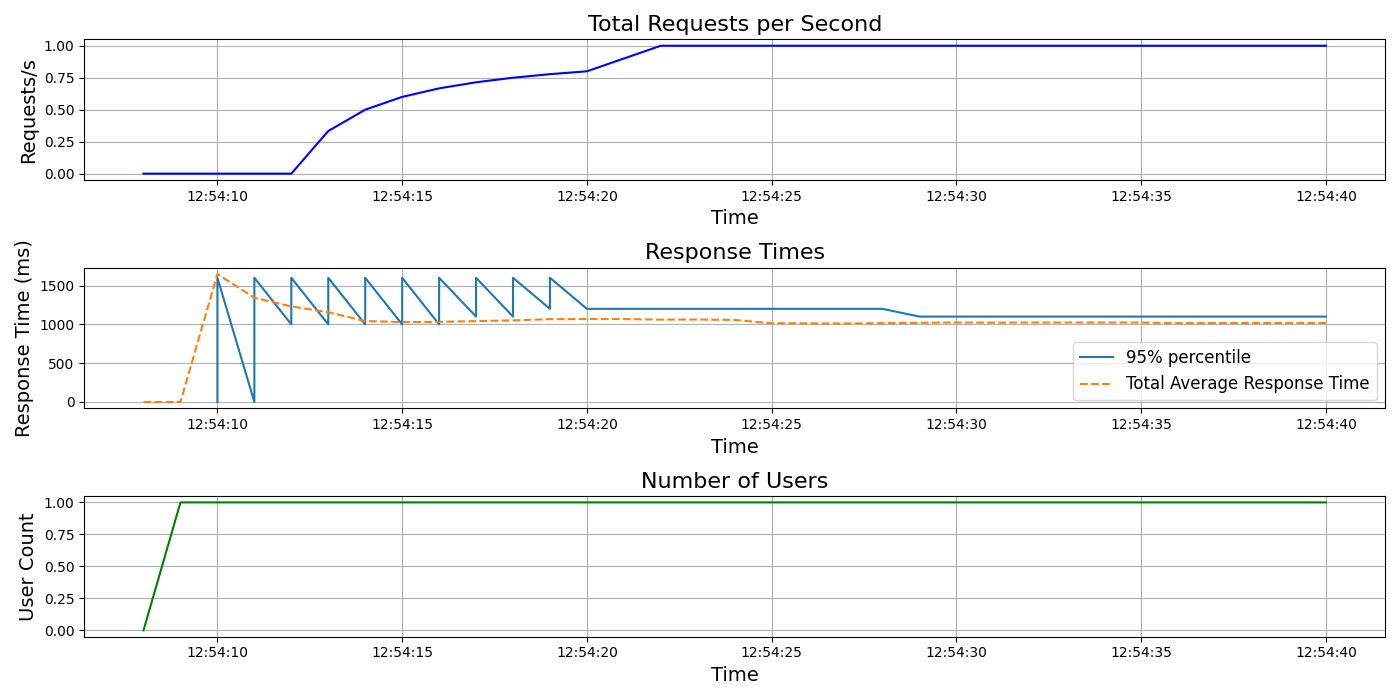 Total Requests per Second
Requests/s
1.00
0.75
0.50
0.25
0.00
12:54:10 12:54:15 12:54:20 12:54:25 12:54:30 12:54:35 12:54:40
Time
Response Times
Response Time (ms)
1500
1000
500
0
95% percentile
Total Average Response Time
12:54:10 12:54:15 12:54:20 12:54:25 12:54:30 12:54:35 12:54:40
Time
Number of Users
User Count
1.00
0.75
0.50
0.25
0.00
12:54:10 12:54:15 12:54:20 12:54:25 12:54:30 12:54:35 12:54:40
Time